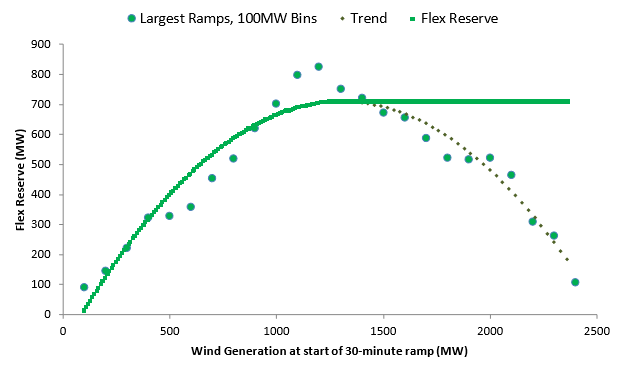 Largest Ramps, 100MW Bins Trend Flex Reserve
900
800
700
600
500
400
300
200
100
0
Flex Reserve (MW)
0 500 1000 1500 2000 2500
Wind Generation at start of 30-minute ramp (MW)